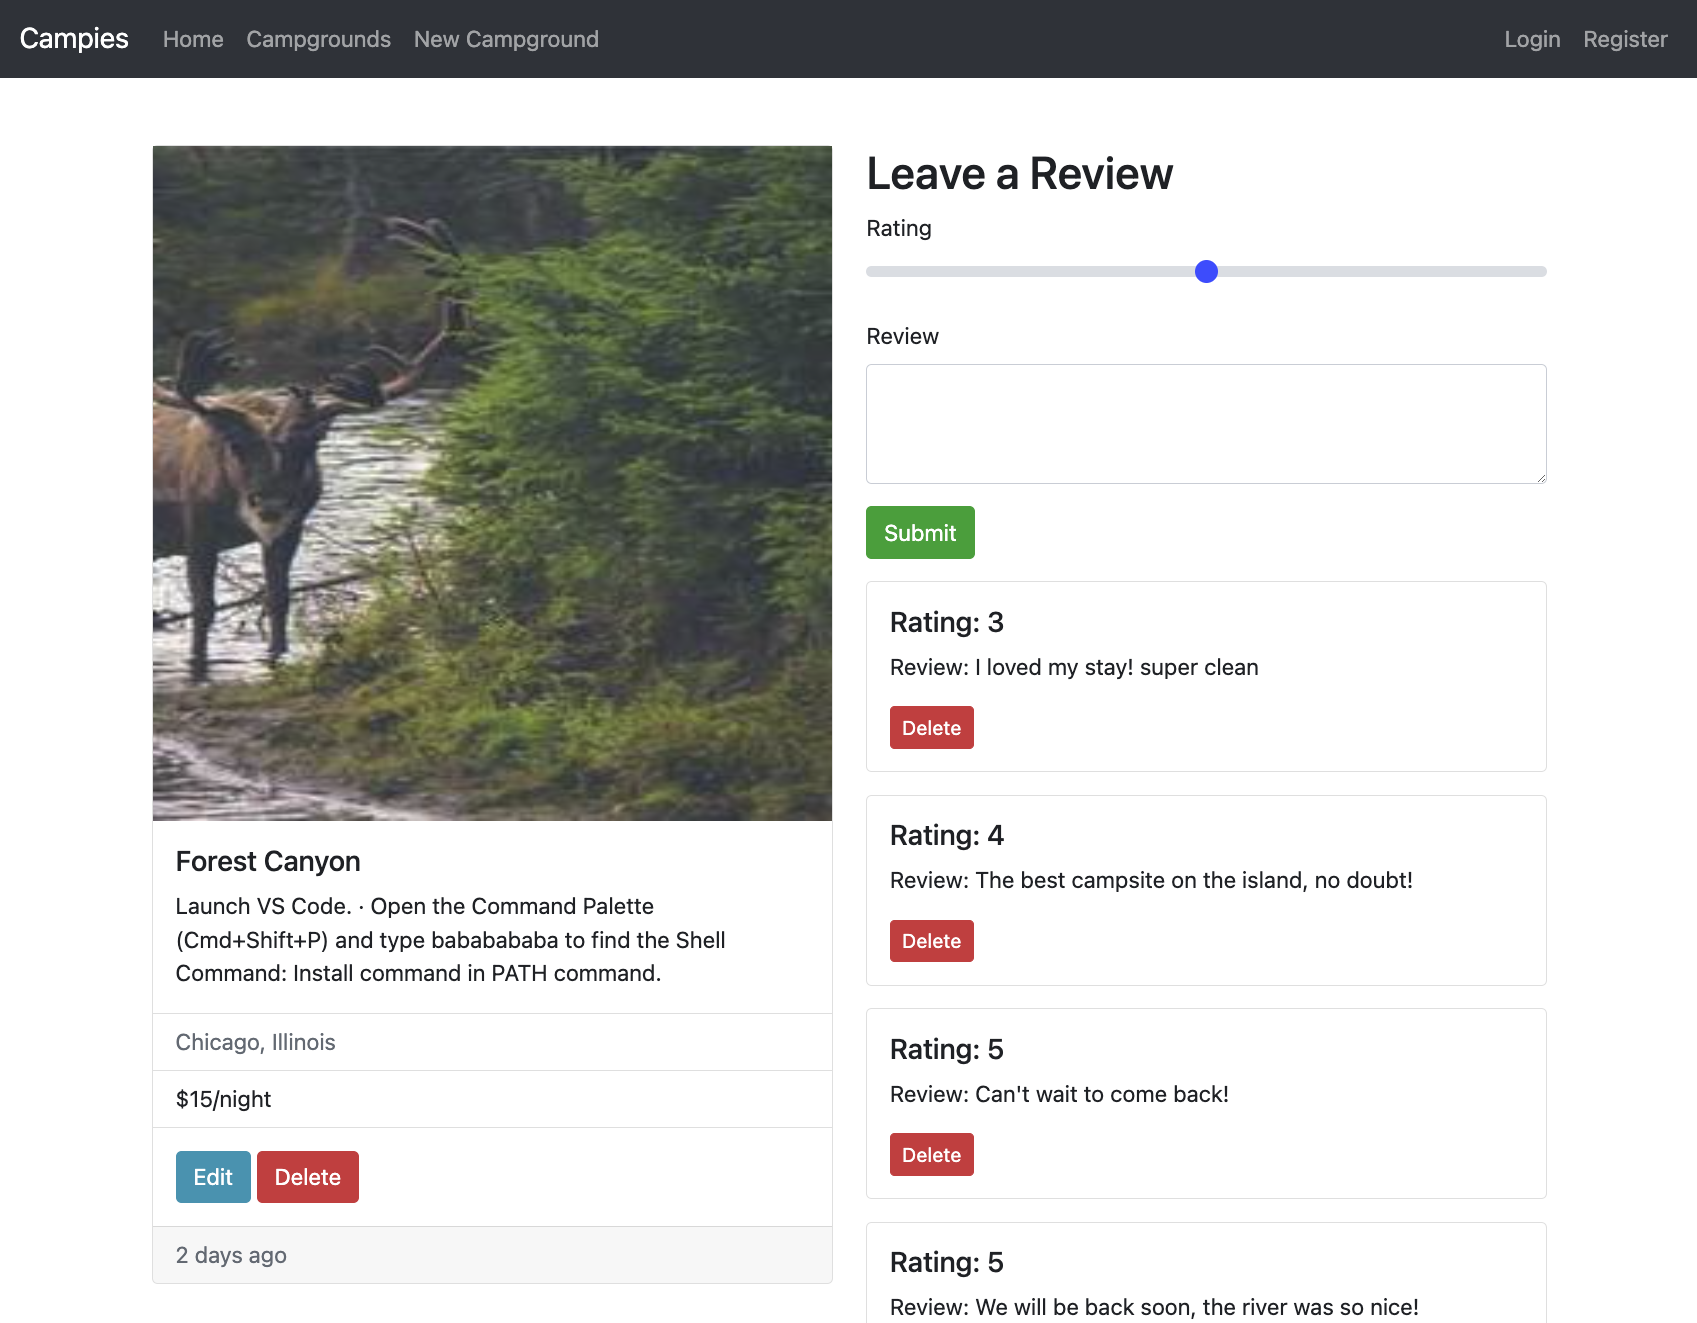 Campies Home Campgrounds New Campground Login Register
Forest Canyon
Launch VS Code. · Open the Command Palette
(Cmd+Shift+P) and type babababababa to find the Shell
Command: Install command in PATH command.
Chicago, Illinois
$15/night
Edit Delete
2 days ago
Leave a Review
Rating
Review
Submit
Rating: 3
Review: I loved my stay! super clean
Delete
Rating: 4
Review: The best campsite on the island, no doubt!
Delete
Rating: 5
Review: Can't wait to come back!
Delete
Rating: 5
Review: We will be back soon, the river was so nice!